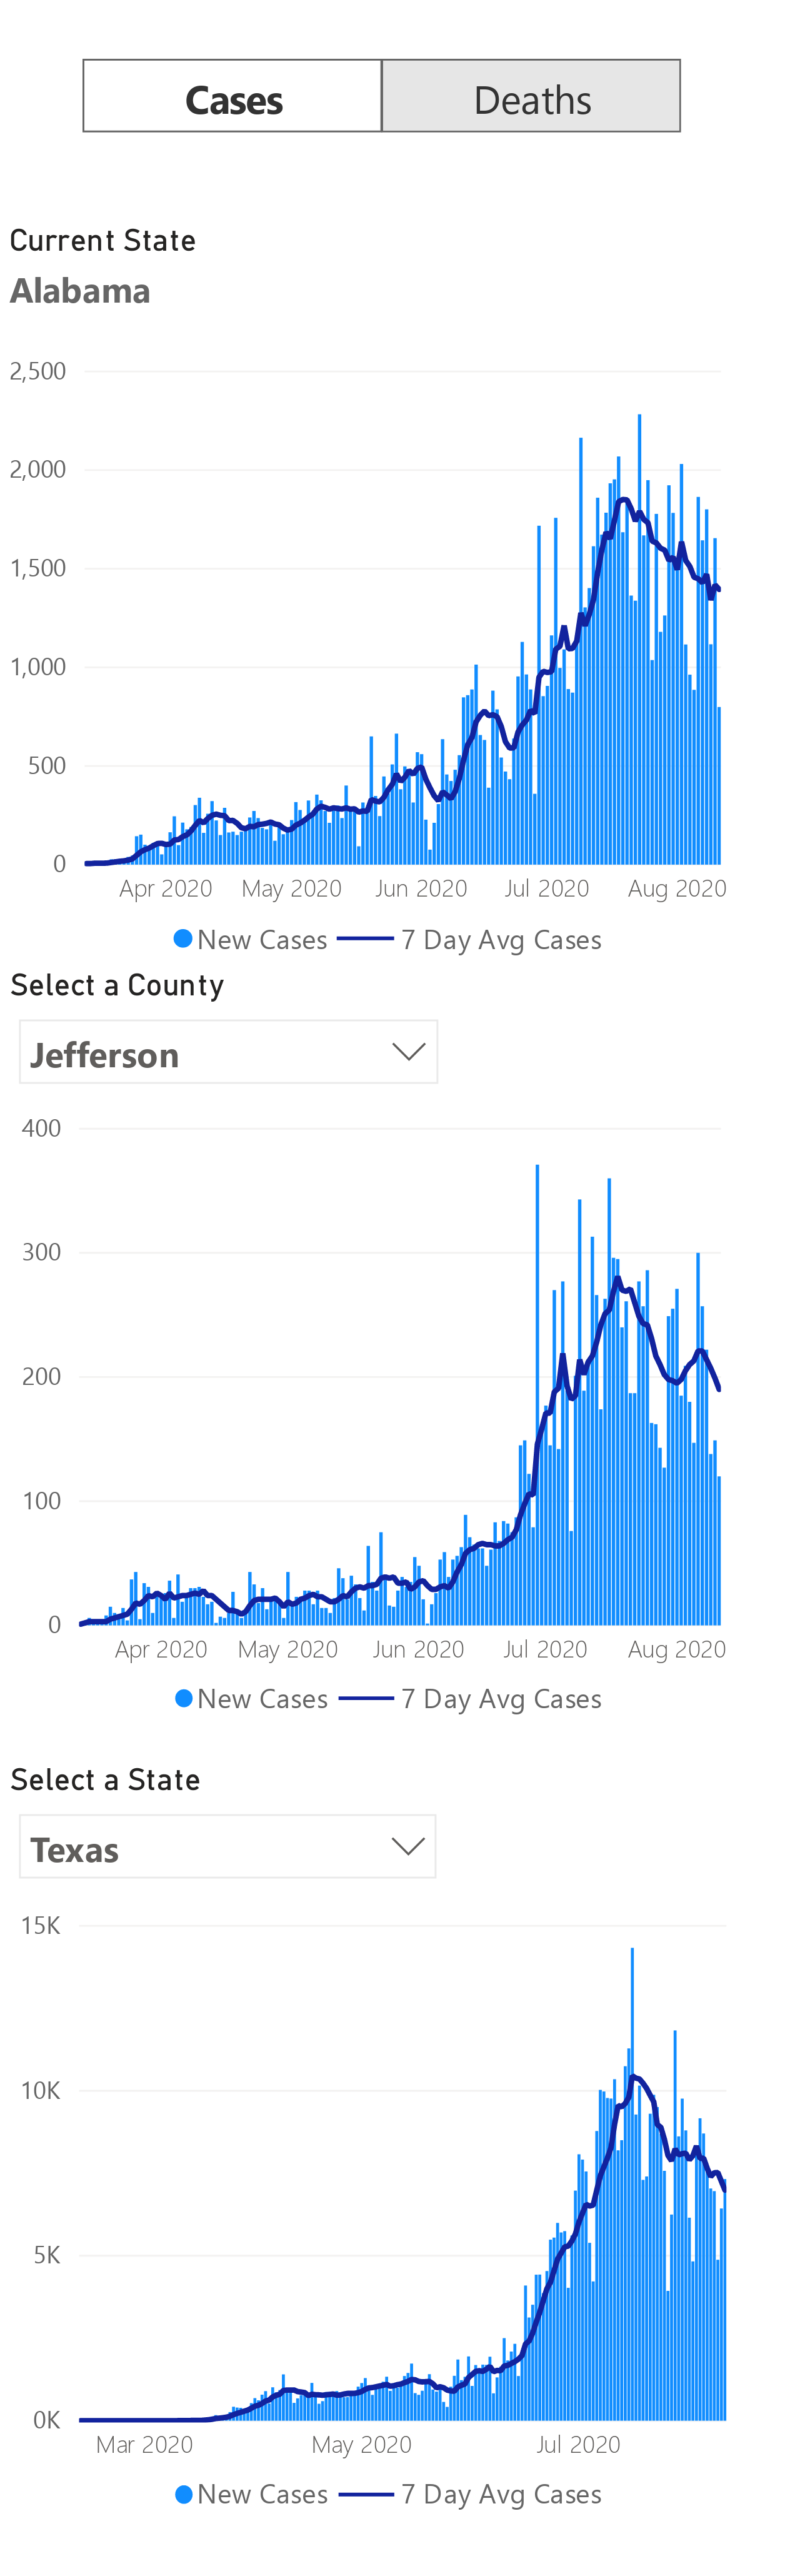 Cases Deaths
Current State
Alabama
2,500
2,000
1,500
1,000
500
0
Apr 2020 May 2020 Jun 2020 Jul 2020 Aug 2020
New Cases 7 Day Avg Cases
Select a County
Jefferson
400
300
200
100
0
Apr 2020 May 2020 Jun 2020 Jul 2020 Aug 2020
New Cases 7 Day Avg Cases
Select a State
Texas
15K
10K
5K
0K
Mar 2020 May 2020 Jul 2020
New Cases 7 Day Avg Cases